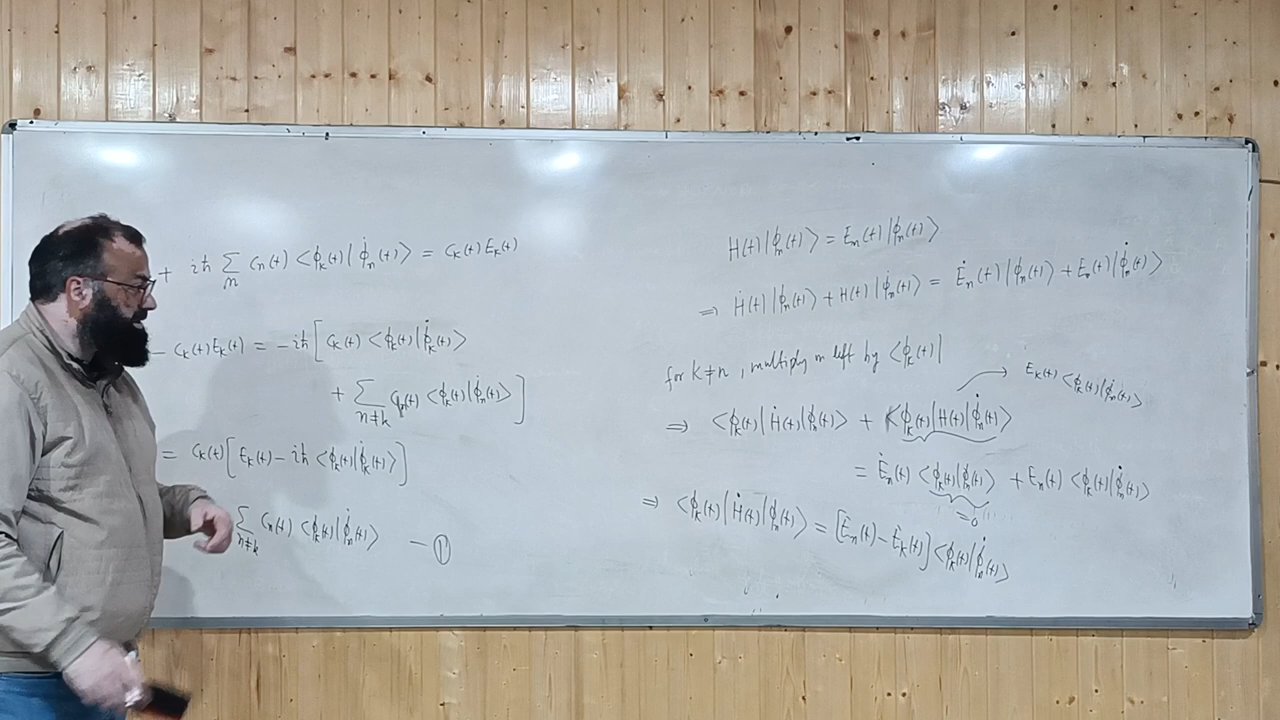 + iħ ∑_n C_n(t) <ϕ_k(t)|ϕ̇_n(t)> = C_k(t) E_k(t)
- C_k(t)E_k(t) = -iħ [ C_k(t) <ϕ_k(t)|ϕ̇_k(t)>
+ ∑_{n≠k} C_n(t) <ϕ_k(t)|ϕ̇_n(t)> ]
= C_k(t) [ E_k(t) - iħ <ϕ_k(t)|ϕ̇_k(t)> ]
∑_{n≠k} C_n(t) <ϕ_k(t)|ϕ̇_n(t)> — ①
H(t)|ϕ_n(t)> = E_n(t)|ϕ_n(t)>
⇒ Ḣ(t)|ϕ_n(t)> + H(t)|ϕ̇_n(t)> = Ė_n(t)|ϕ_n(t)> + E_n(t)|ϕ̇_n(t)>
for k≠n, multiply on left by <ϕ_k(t)|
E_k(t) <ϕ_k(t)|ϕ̇_n(t)>
⇒ <ϕ_k(t)|Ḣ(t)|ϕ_n(t)> + <ϕ_k(t)|H(t)|ϕ̇_n(t)>
= Ė_n(t) <ϕ_k(t)|ϕ_n(t)> + E_n(t) <ϕ_k(t)|ϕ̇_n(t)>
=0
⇒ <ϕ_k(t)|Ḣ(t)|ϕ_n(t)> = [E_n(t) - E_k(t)] <ϕ_k(t)|ϕ̇_n(t)>